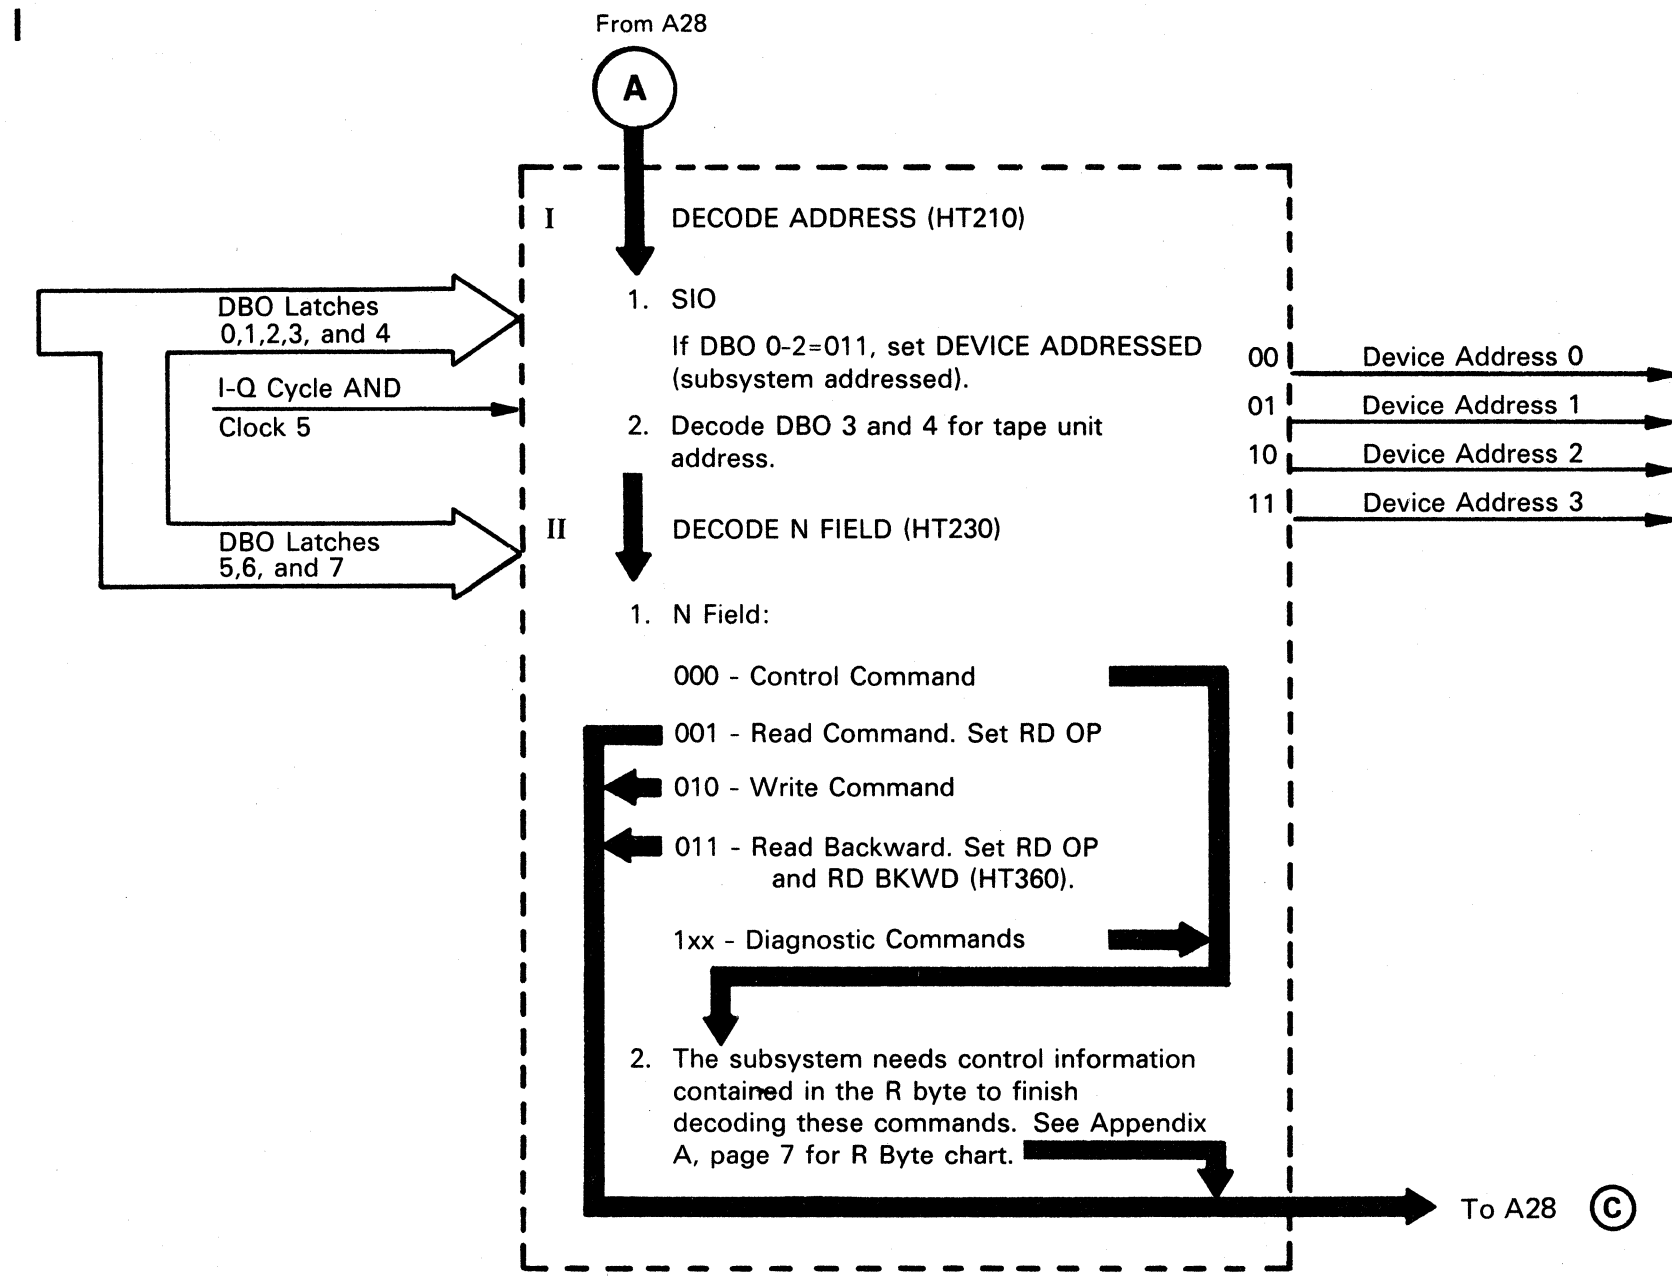 From A28
A
I DECODE ADDRESS (HT210)
1. SIO
If DBO 0-2=011, set DEVICE ADDRESSED
(subsystem addressed).
2. Decode DBO 3 and 4 for tape unit
address.
DBO Latches
0,1,2,3, and 4
I-Q Cycle AND
Clock 5
DBO Latches
5,6, and 7
00 Device Address 0
01 Device Address 1
10 Device Address 2
11 Device Address 3
II DECODE N FIELD (HT230)
1. N Field:
000 - Control Command
001 - Read Command. Set RD OP
010 - Write Command
011 - Read Backward. Set RD OP
and RD BKWD (HT360).
1xx - Diagnostic Commands
2. The subsystem needs control information
contained in the R byte to finish
decoding these commands. See Appendix
A, page 7 for R Byte chart.
To A28 C